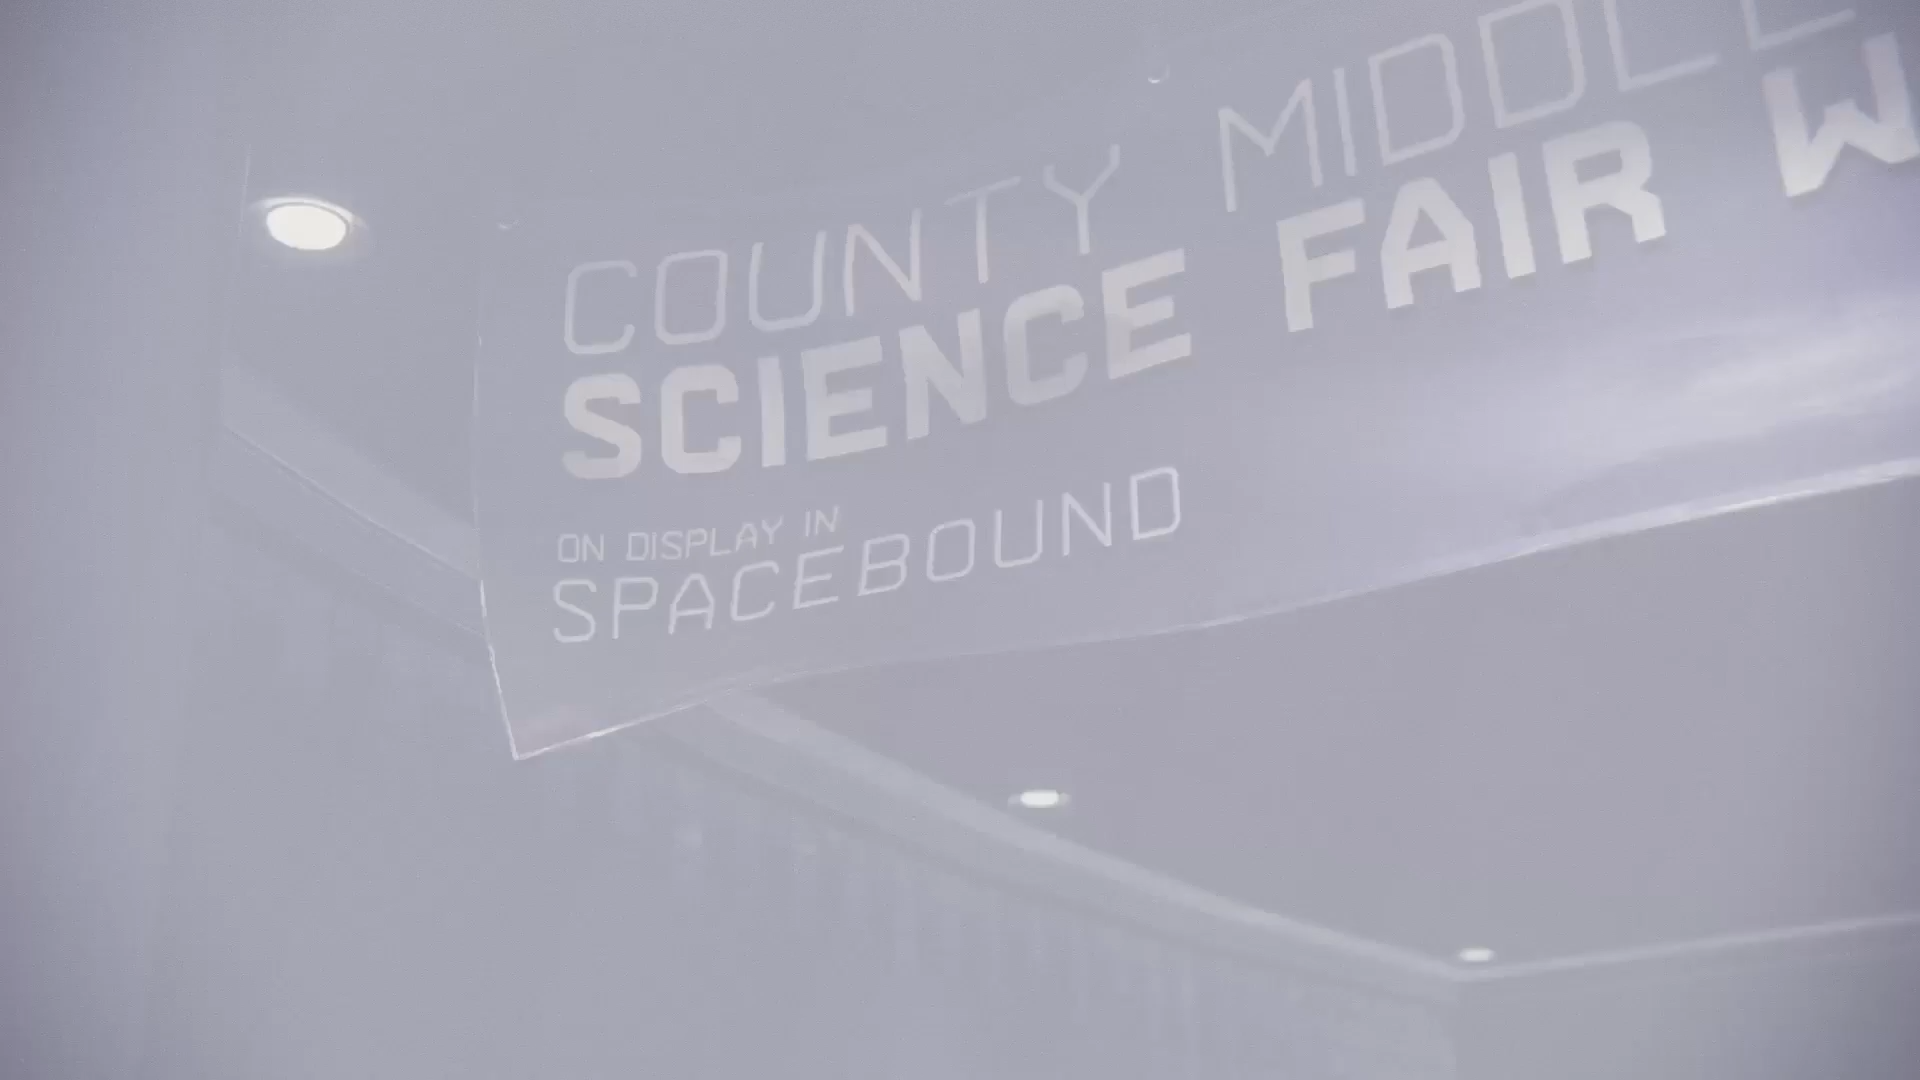 COUNTY MIDDLE
SCIENCE FAIR W
ON DISPLAY IN
SPACEBOUND